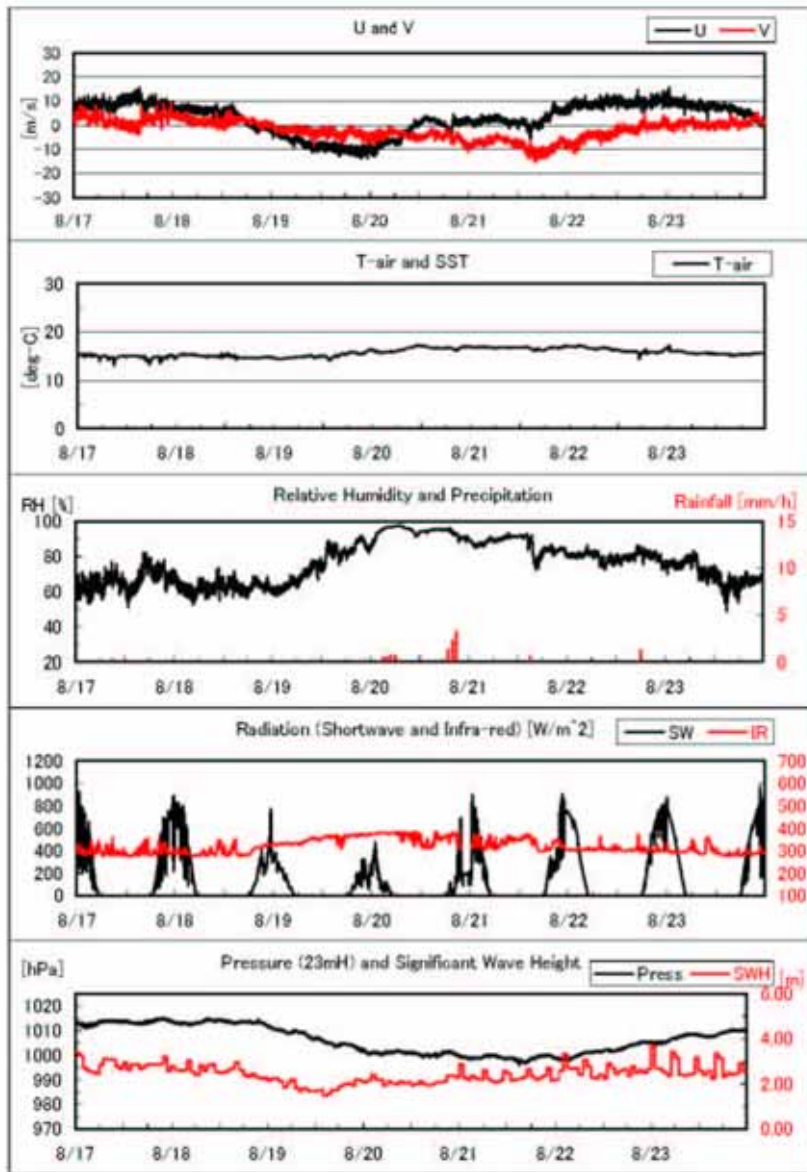 U and V
U V
[m/s]
30
20
10
0
-10
-20
-30
8/17 8/18 8/19 8/20 8/21 8/22 8/23
T-air and SST
T-air
[deg-C]
30
20
10
0
8/17 8/18 8/19 8/20 8/21 8/22 8/23
RH [%] Relative Humidity and Precipitation Rainfall [mm/h]
100 15
80 10
60
40 5
20 0
8/17 8/18 8/19 8/20 8/21 8/22 8/23
Radiation (Shortwave and Infra-red) [W/m^2] SW IR
1200 700
1000 600
800 500
600 400
400 300
200 200
0 100
8/17 8/18 8/19 8/20 8/21 8/22 8/23
[hPa] Pressure (23mH) and Significant Wave Height Press SWH [m]
1020 6.00
1010 4.00
1000
990 2.00
980
970 0.00
8/17 8/18 8/19 8/20 8/21 8/22 8/23